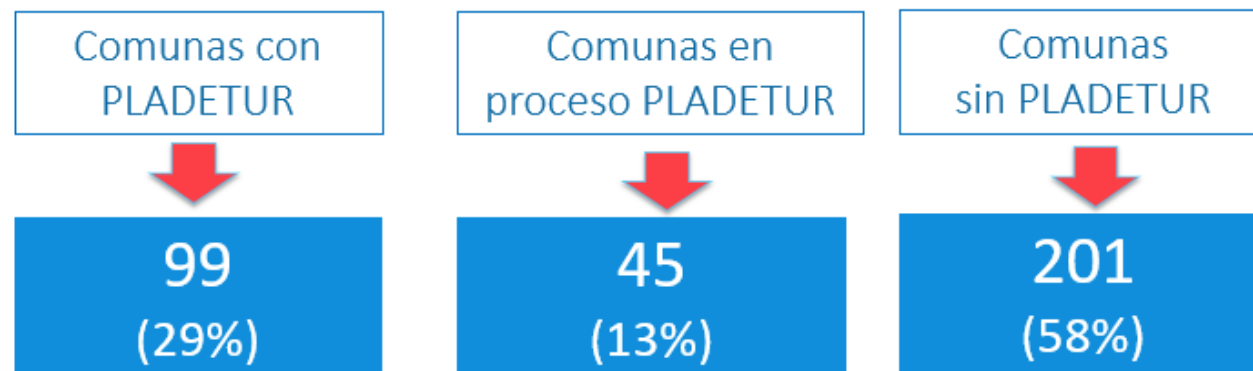 Comunas con
PLADETUR
99
(29%)
Comunas en
proceso PLADETUR
45
(13%)
Comunas
sin PLADETUR
201
(58%)